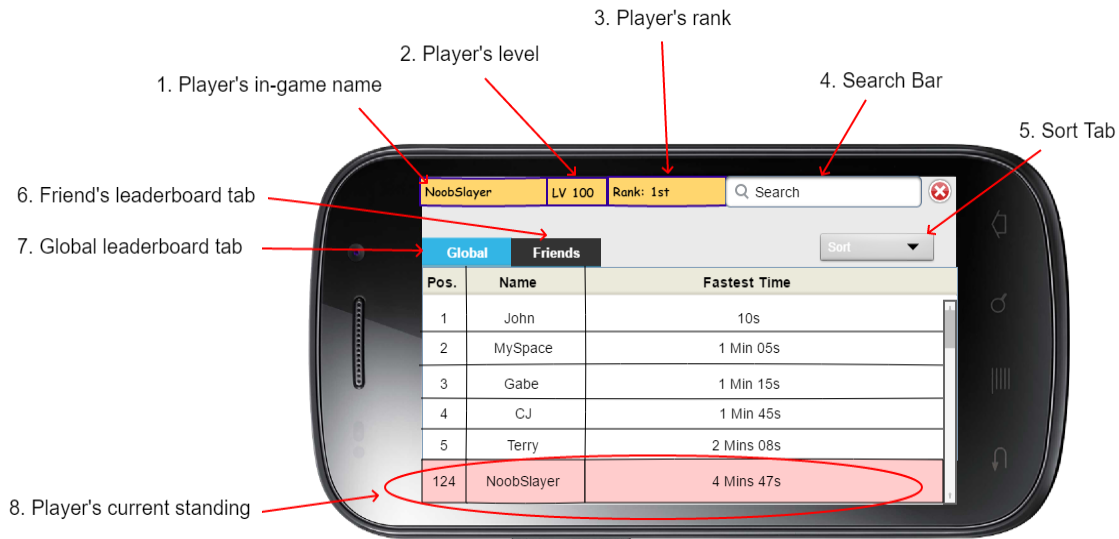 3. Player's rank
2. Player's level
1. Player's in-game name
4. Search Bar
5. Sort Tab
6. Friend's leaderboard tab
7. Global leaderboard tab
NoobSlayer LV 100 Rank: 1st Search
Global Friends Sort
Pos. Name Fastest Time
1 John 10s
2 MySpace 1 Min 05s
3 Gabe 1 Min 15s
4 CJ 1 Min 45s
5 Terry 2 Mins 08s
124 NoobSlayer 4 Mins 47s
8. Player's current standing